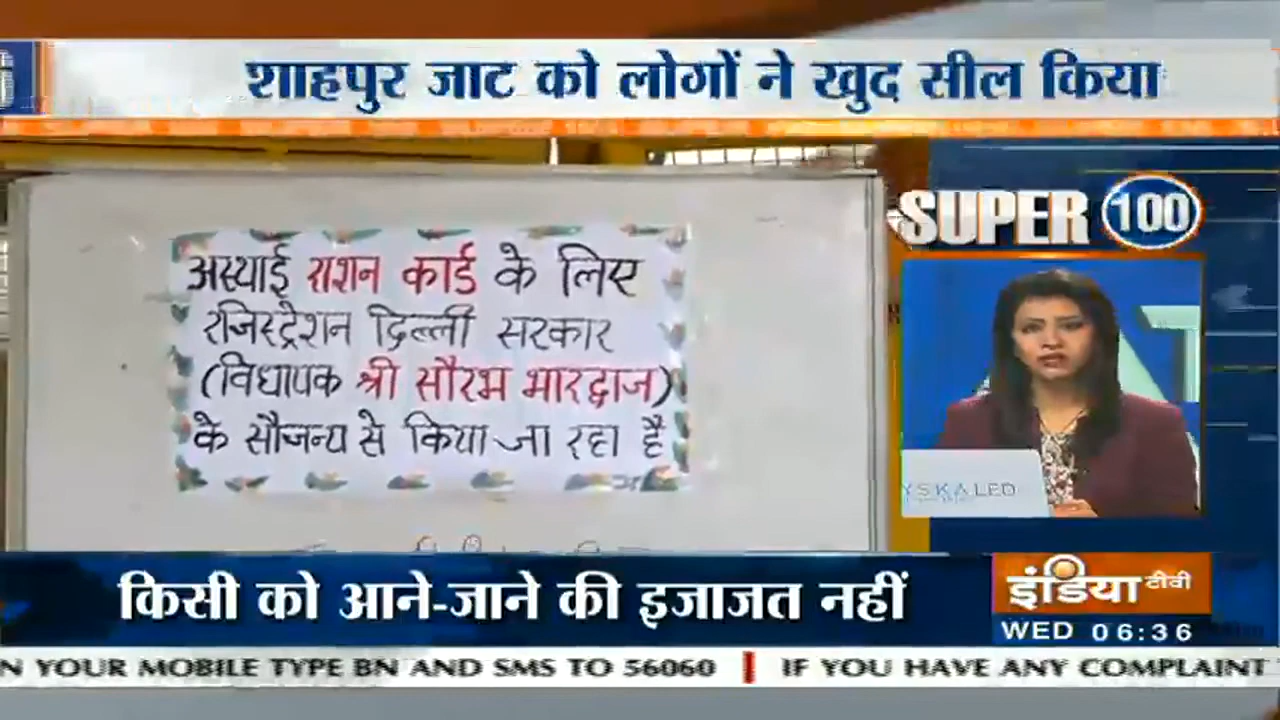 शाहपुर जाट को लोगों ने खुद सील किया
SUPER 100
अस्थाई राशन कार्ड के लिए
रजिस्ट्रेशन दिल्ली सरकार
(विधायक श्री सौरभ भारद्वाज)
के सौजन्य से किया जा रहा है
YSKALED
किसी को आने-जाने की इजाजत नहीं
इंडिया टीवी
WED 06:36
N YOUR MOBILE TYPE BN AND SMS TO 56060 | IF YOU HAVE ANY COMPLAINT